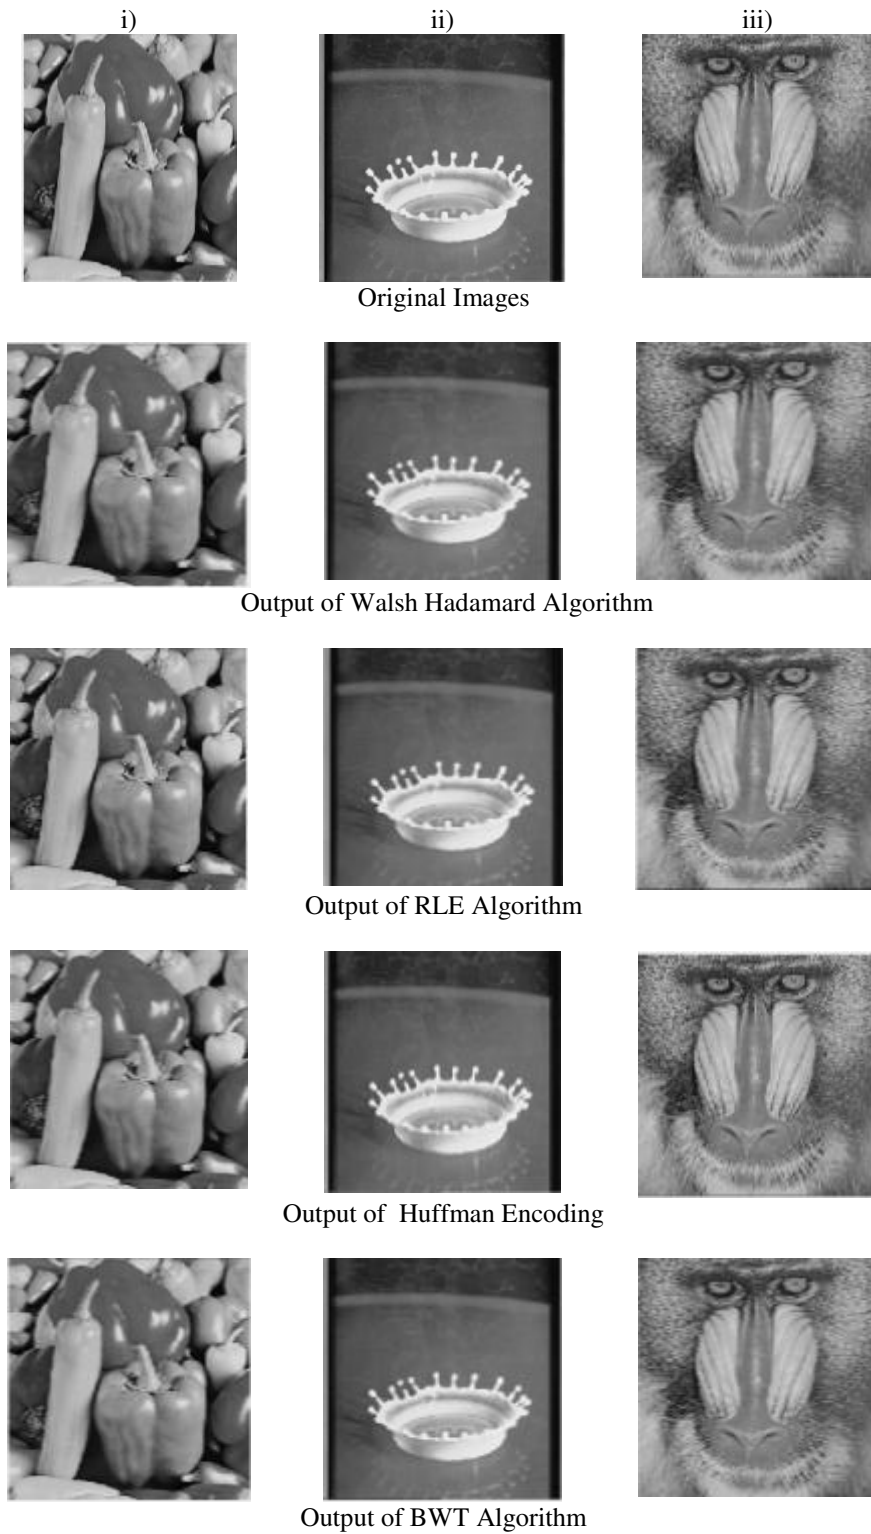 i) ii) iii)
Original Images
Output of Walsh Hadamard Algorithm
Output of RLE Algorithm
Output of  Huffman Encoding
Output of BWT Algorithm